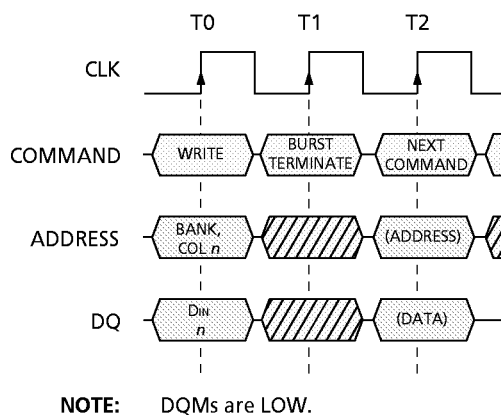 T0 T1 T2
CLK
COMMAND WRITE BURST TERMINATE NEXT COMMAND
ADDRESS BANK, COL n (ADDRESS)
DQ DIN n (DATA)
NOTE: DQMs are LOW.